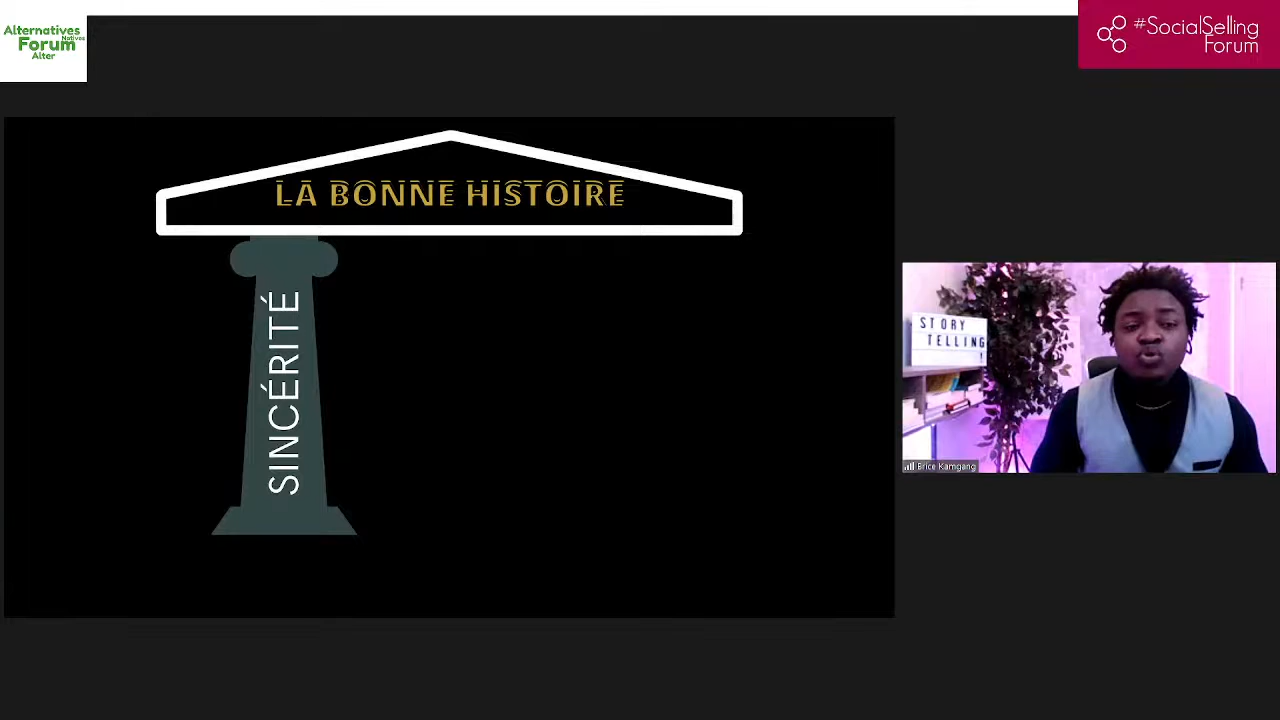 Alternatives
Natives
Forum
Alter
#SocialSelling
Forum
LA BONNE HISTOIRE
SINCÉRITÉ
STORY
TELLING
!
Brice Kamgang